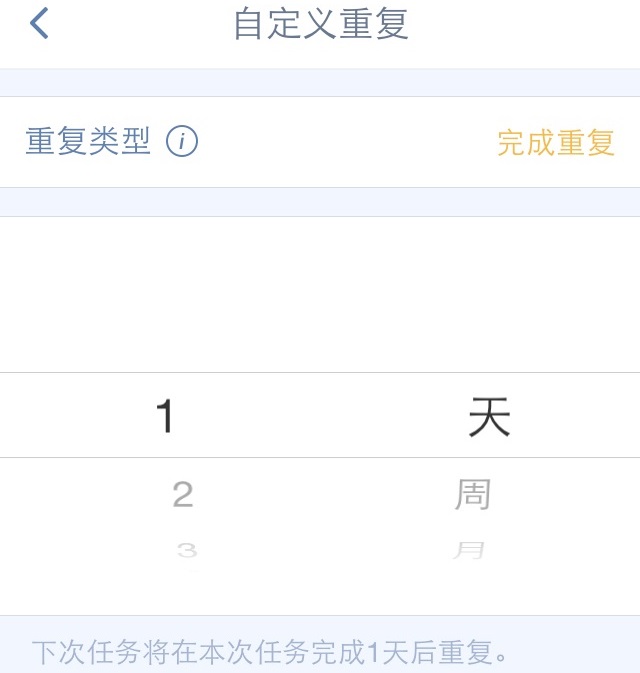 自定义重复
重复类型 i 完成重复
1 天
2 周
3 月
下次任务将在本次任务完成1天后重复。